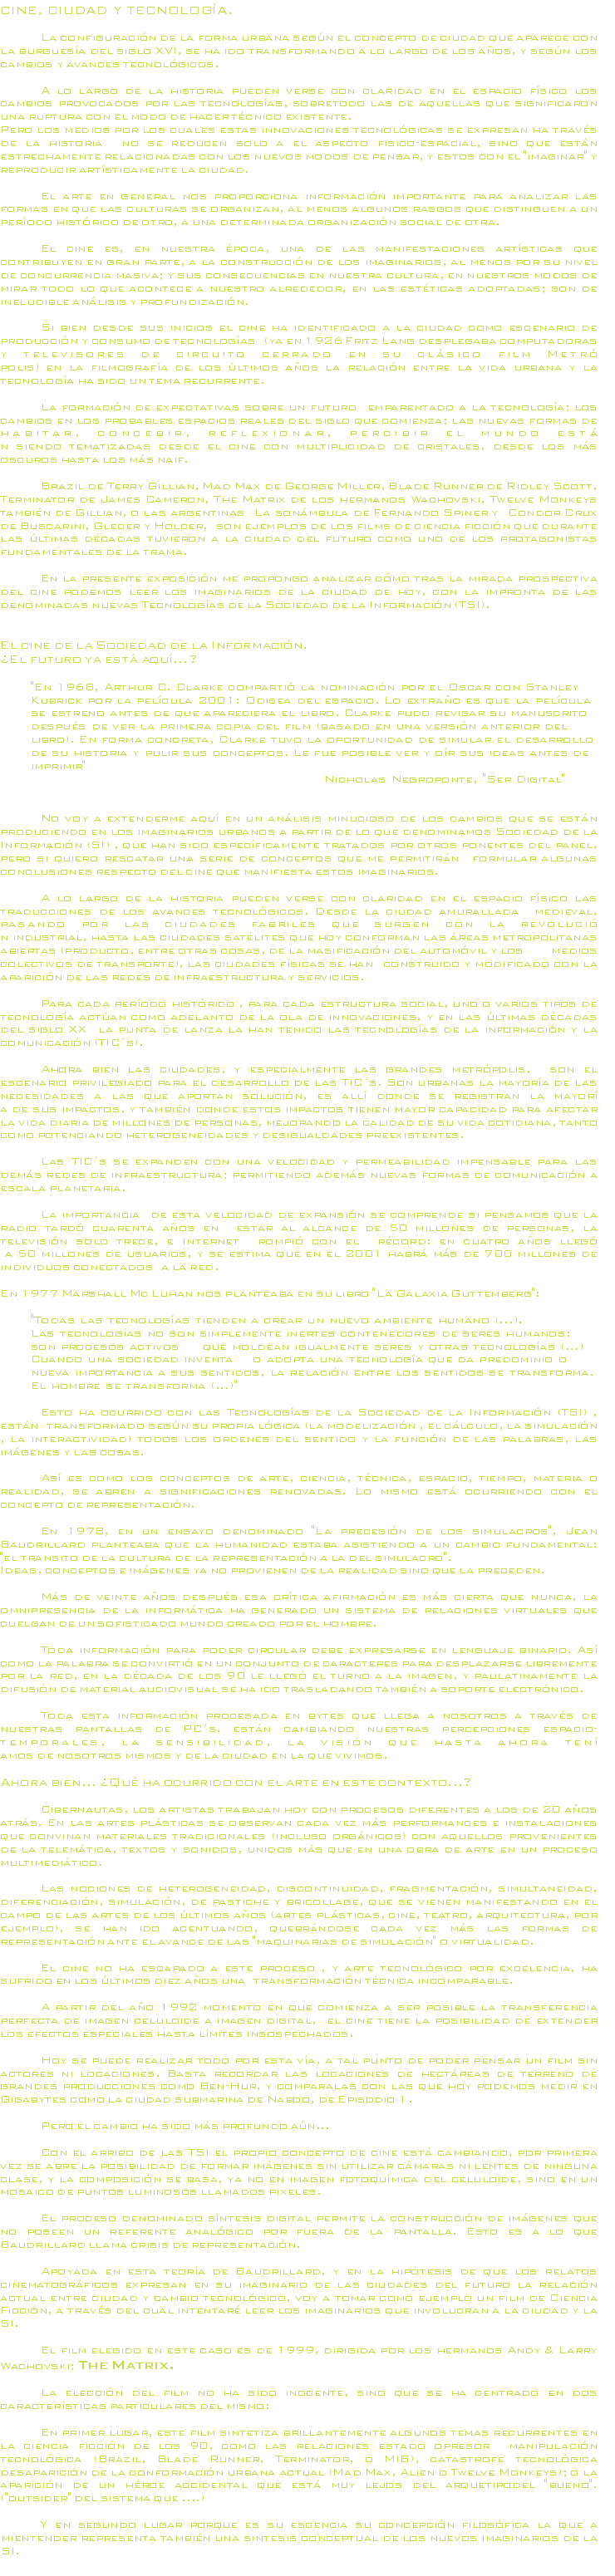 CINE, CIUDAD Y TECNOLOGÍA.
La configuración de la forma urbana según el concepto de ciudad que aparece con
la burguesía del siglo XVI, se ha ido transformando a lo largo de los años, y según los
cambios y avances tecnológicos.
A lo largo de la historia pueden verse con claridad en el espacio físico los
cambios provocados por las tecnologías, sobretodo las de aquellas que significaron
una ruptura con el modo de hacer técnico existente.
Pero los medios por los cuales estas innovaciones tecnológicas se expresan ha través
de la historia no se reducen solo a el aspecto fisico-espacial, sino que están
estrechamente relacionadas con los nuevos modos de pensar, y estos con el "imaginar" y
reproducir artísticamente la ciudad.
El arte en general nos proporciona información importante para analizar las
formas en que las culturas se organizan, al menos algunos rasgos que distinguen a un
período histórico de otro, a una determinada organización social de otra.
El cine es, en nuestra época, una de las manifestaciones artísticas que
contribuyen en gran parte, a la construcción de los imaginarios, al menos por su nivel
de concurrencia masiva; y sus consecuencias en nuestra cultura, en nuestros modos de
mirar todo lo que acontece a nuestro alrededor, en las estéticas adoptadas; son de
ineludible análisis y profundización.
Si bien desde sus inicios el cine ha identificado a la ciudad como escenario de
producción y consumo de tecnologías (ya en 1926 Fritz Lang desplegaba computadoras
y televisores de circuito cerrado en su clásico film Metró
polis) en la filmografía de los últimos años la relación entre la vida urbana y la
tecnología ha sido un tema recurrente.
La formación de expectativas sobre un futuro emparentado a la tecnología; los
cambios en los probables espacios reales del siglo que comienza; las nuevas formas de
habitar, concebir, reflexionar, percibir el mundo está
n siendo tematizadas desde el cine con multiplicidad de cristales, desde los más
oscuros hasta los más naif.
Brazil de Terry Gillian, Mad Max de George Miller, Blade Runner de Ridley Scott,
Terminator de James Cameron, The Matrix de los hermanos Wachovski, Twelve Monkeys
también de Gillian, o las argentinas La sonámbula de Fernando Spiner y Condor Crux
de Buscarini, Glecer y Holcer, son ejemplos de los films de ciencia ficción que durante
las últimas décadas tuvieron a la ciudad del futuro como uno de los protagonistas
fundamentales de la trama.
En la presente exposición me propongo analizar cómo tras la mirada prospectiva
del cine podemos leer los imaginarios de la ciudad de hoy, con la impronta de las
denominadas nuevas Tecnologías de la Sociedad de la Información (TSI).
El cine de la Sociedad de la Información.
¿El futuro ya está aquí...?
"En 1968, Arthur C. Clarke compartió la nominación por el Oscar con Stanley
Kubrick por la película 2001: Odisea del espacio. Lo extraño es que la película
se estrenó antes de que apareciera el libro. Clarke pudo revisar su manuscrito
después de ver la primera copia del film (basado en una versión anterior del
libro). En forma concreta, Clarke tuvo la oportunidad de simular el desarrollo
de su historia y pulir sus conceptos. Le fue posible ver y oír sus ideas antes de
imprimir"
Nicholas Negroponte, "Ser Digital"
No voy a extenderme aquí en un análisis minucioso de los cambios que se están
produciendo en los imaginarios urbanos a partir de lo que denominamos Sociedad de la
Información (SI) , que han sido específicamente tratados por otros ponentes del panel,
pero si quiero rescatar una serie de conceptos que me permitirán formular algunas
conclusiones respecto del cine que manifiesta estos imaginarios.
A lo largo de la historia pueden verse con claridad en el espacio físico las
traducciones de los avances tecnológicos. Desde la ciudad amurallada medieval,
pasando por las ciudades fabriles que surgen con la revolució
n industrial, hasta las ciudades satélites que hoy conforman las áreas metropolitanas
abiertas (producto, entre otras cosas, de la masificación del automóvil y los medios
colectivos de transporte), las ciudades físicas se han construido y modificado con la
aparición de las redes de infraestructura y servicios.
Para cada período histórico , para cada estructura social, uno o varios tipos de
tecnología actúan como adelanto de la ola de innovaciones, y en las últimas décadas
del siglo XX la punta de lanza la han tenido las tecnologías de la información y la
comunicación (TIC´s).
Ahora bien, las ciudades, y especialmente las grandes metrópolis, son el
escenario privilegiado para el desarrollo de las TIC´s. Son urbanas la mayoría de las
necesidades a las que aportan solución, es allí donde se registran la mayorí
a de sus impactos, y también donde estos impactos tienen mayor capacidad para afectar
la vida diaria de millones de personas, mejorando la calidad de su vida cotidiana, tanto
como potenciando heterogeneidades y desigualdades preexistentes.
Las TIC´s se expanden con una velocidad y permeabilidad impensable para las
demás redes de infraestructura; permitiendo además nuevas formas de comunicación a
escala planetaria.
La importancia de esta velocidad de expansión se comprende si pensamos que la
radio tardó cuarenta años en estar al alcance de 50 millones de personas, la
televisión solo trece, e Internet rompió con el récord: en cuatro años llegó
a 50 millones de usuarios, y se estima que en el 2001 habrá más de 700 millones de
individuos conectados a la red.
En 1977 Marshall Mc Luhan nos planteaba en su libro "La Galaxia Guttemberg":
"Todas las tecnologías tienden a crear un nuevo ambiente humano (...).
Las tecnologías no son simplemente inertes contenedores de seres humanos:
son procesos activos que moldean igualmente seres y otras tecnologías (...)
Cuando una sociedad inventa o adopta una tecnología que da predominio o
nueva importancia a sus sentidos, la relación entre los sentidos se transforma.
El hombre se transforma (...)"
Esto ha ocurrido con las Tecnologías de la Sociedad de la Información (TSI) ,
están transformado según su propia lógica (la modelización , el cálculo, la simulación
, la interactividad) todos los ordenes del sentido y la función de las palabras, las
imágenes y las cosas.
Así es como los conceptos de arte, ciencia, técnica, espacio, tiempo, materia o
realidad, se abren a significaciones renovadas. Lo mismo está ocurriendo con el
concepto de representación.
En 1978, en un ensayo denominado "La precesión de los simulacros", Jean
Baudrillard planteaba que la humanidad estaba asistiendo a un cambio fundamental:
"el transito de la cultura de la representación a la del simulacro".
Ideas, conceptos e imágenes ya no provienen de la realidad sino que la preceden.
Más de veinte años después esa crítica afirmación es más cierta que nunca, la
omnipresencia de la informática ha generado un sistema de relaciones virtuales que
cuelgan de un sofisticado mundo creado por el hombre.
Toda información para poder circular debe expresarse en lenguaje binario. Así
como la palabra se convirtió en un conjunto de caracteres para desplazarse libremente
por la red, en la década de los 90 le llegó el turno a la imagen, y paulatinamente la
difusión de material audiovisual se ha ido trasladando también a soporte electrónico.
Toda esta información procesada en bytes que llega a nosotros a través de
nuestras pantallas de PC´s, están cambiando nuestras percepciones espacio-
temporales, la sensibilidad, la visión que hasta ahora tení
amos de nosotros mismos y de la ciudad en la que vivimos.
Ahora bien... ¿Qué ha ocurrido con el arte en este contexto...?
Cibernautas, los artistas trabajan hoy con procesos diferentes a los de 20 años
atrás. En las artes plásticas se observan cada vez más performances e instalaciones
que convinan materiales tradicionales (incluso orgánicos) con aquellos provenientes
de la telemática, textos y sonidos, unidos más que en una obra de arte en un proceso
multimediático.
Las nociones de heterogeneidad, discontinuidad, fragmentación, simultaneidad,
diferenciación, simulación, de pastiche y bricollage, que se vienen manifestando en el
campo de las artes de los últimos años (artes plásticas, cine, teatro, arquitectura, por
ejemplo), se han ido acentuando, quebrándose cada vez más las formas de
representación ante el avance de las "maquinarias de simulación" o virtualidad.
El cine no ha escapado a este proceso , y arte tecnológico por excelencia, ha
sufrido en los últimos diez años una transformación técnica incomparable.
A partir del año 1992 momento en que comienza a ser posible la transferencia
perfecta de imagen celuloide a imagen digital, el cine tiene la posibilidad de extender
los efectos especiales hasta límites insospechados.
Hoy se puede realizar todo por esta vía, a tal punto de poder pensar un film sin
actores ni locaciones. Basta recordar las locaciones de hectáreas de terreno de
grandes producciones como Ben-Hur, y compararlas con las que hoy podemos medir en
Gigabytes como la ciudad submarina de Naboo, de Episodio 1.
Pero el cambio ha sido más profundo aún...
Con el arribo de las TSI el propio concepto de cine está cambiando, por primera
vez se abre la posibilidad de formar imágenes sin utilizar cámaras ni lentes de ninguna
clase, y la composición se basa, ya no en imagen fotoquímica del celuloide, sino en un
mosaico de puntos luminosos llamados pixeles.
El proceso denominado síntesis digital permite la construcción de imágenes que
no poseen un referente analógico por fuera de la pantalla. Esto es a lo que
Baudrillard llama crisis de representación.
Apoyada en esta teoría de Baudrillard, y en la hipótesis de que los relatos
cinematográficos expresan en su imaginario de las ciudades del futuro la relación
actual entre ciudad y cambio tecnológico, voy a tomar como ejemplo un film de Ciencia
Ficción, a través del cual intentaré leer los imaginarios que involucran a la ciudad y la
SI.
El film elegido en este caso es de 1999, dirigida por los hermanos Andy & Larry
Wachovski: The Matrix.
La elección del film no ha sido inocente, sino que se ha centrado en dos
características particulares del mismo:
En primer lugar, este film sintetiza brillantemente algunos temas recurrentes en
la ciencia ficción de los 90, como las relaciones estado opresor manipulación
tecnológica (Brazil, Blade Runner, Terminator, o MIB), catastrofe tecnológica
desaparición de la conformación urbana actual (Mad Max, Alien o Twelve Monkeys); o la
aparición de un héroe accidental que está muy lejos del arquetipo del "bueno".
("outsider" del sistema que ....)
Y en segundo lugar porque es su escencia su concepción filosófica la que a
mientender representa también una sintesis conceptual de los nuevos imaginarios de la
SI.